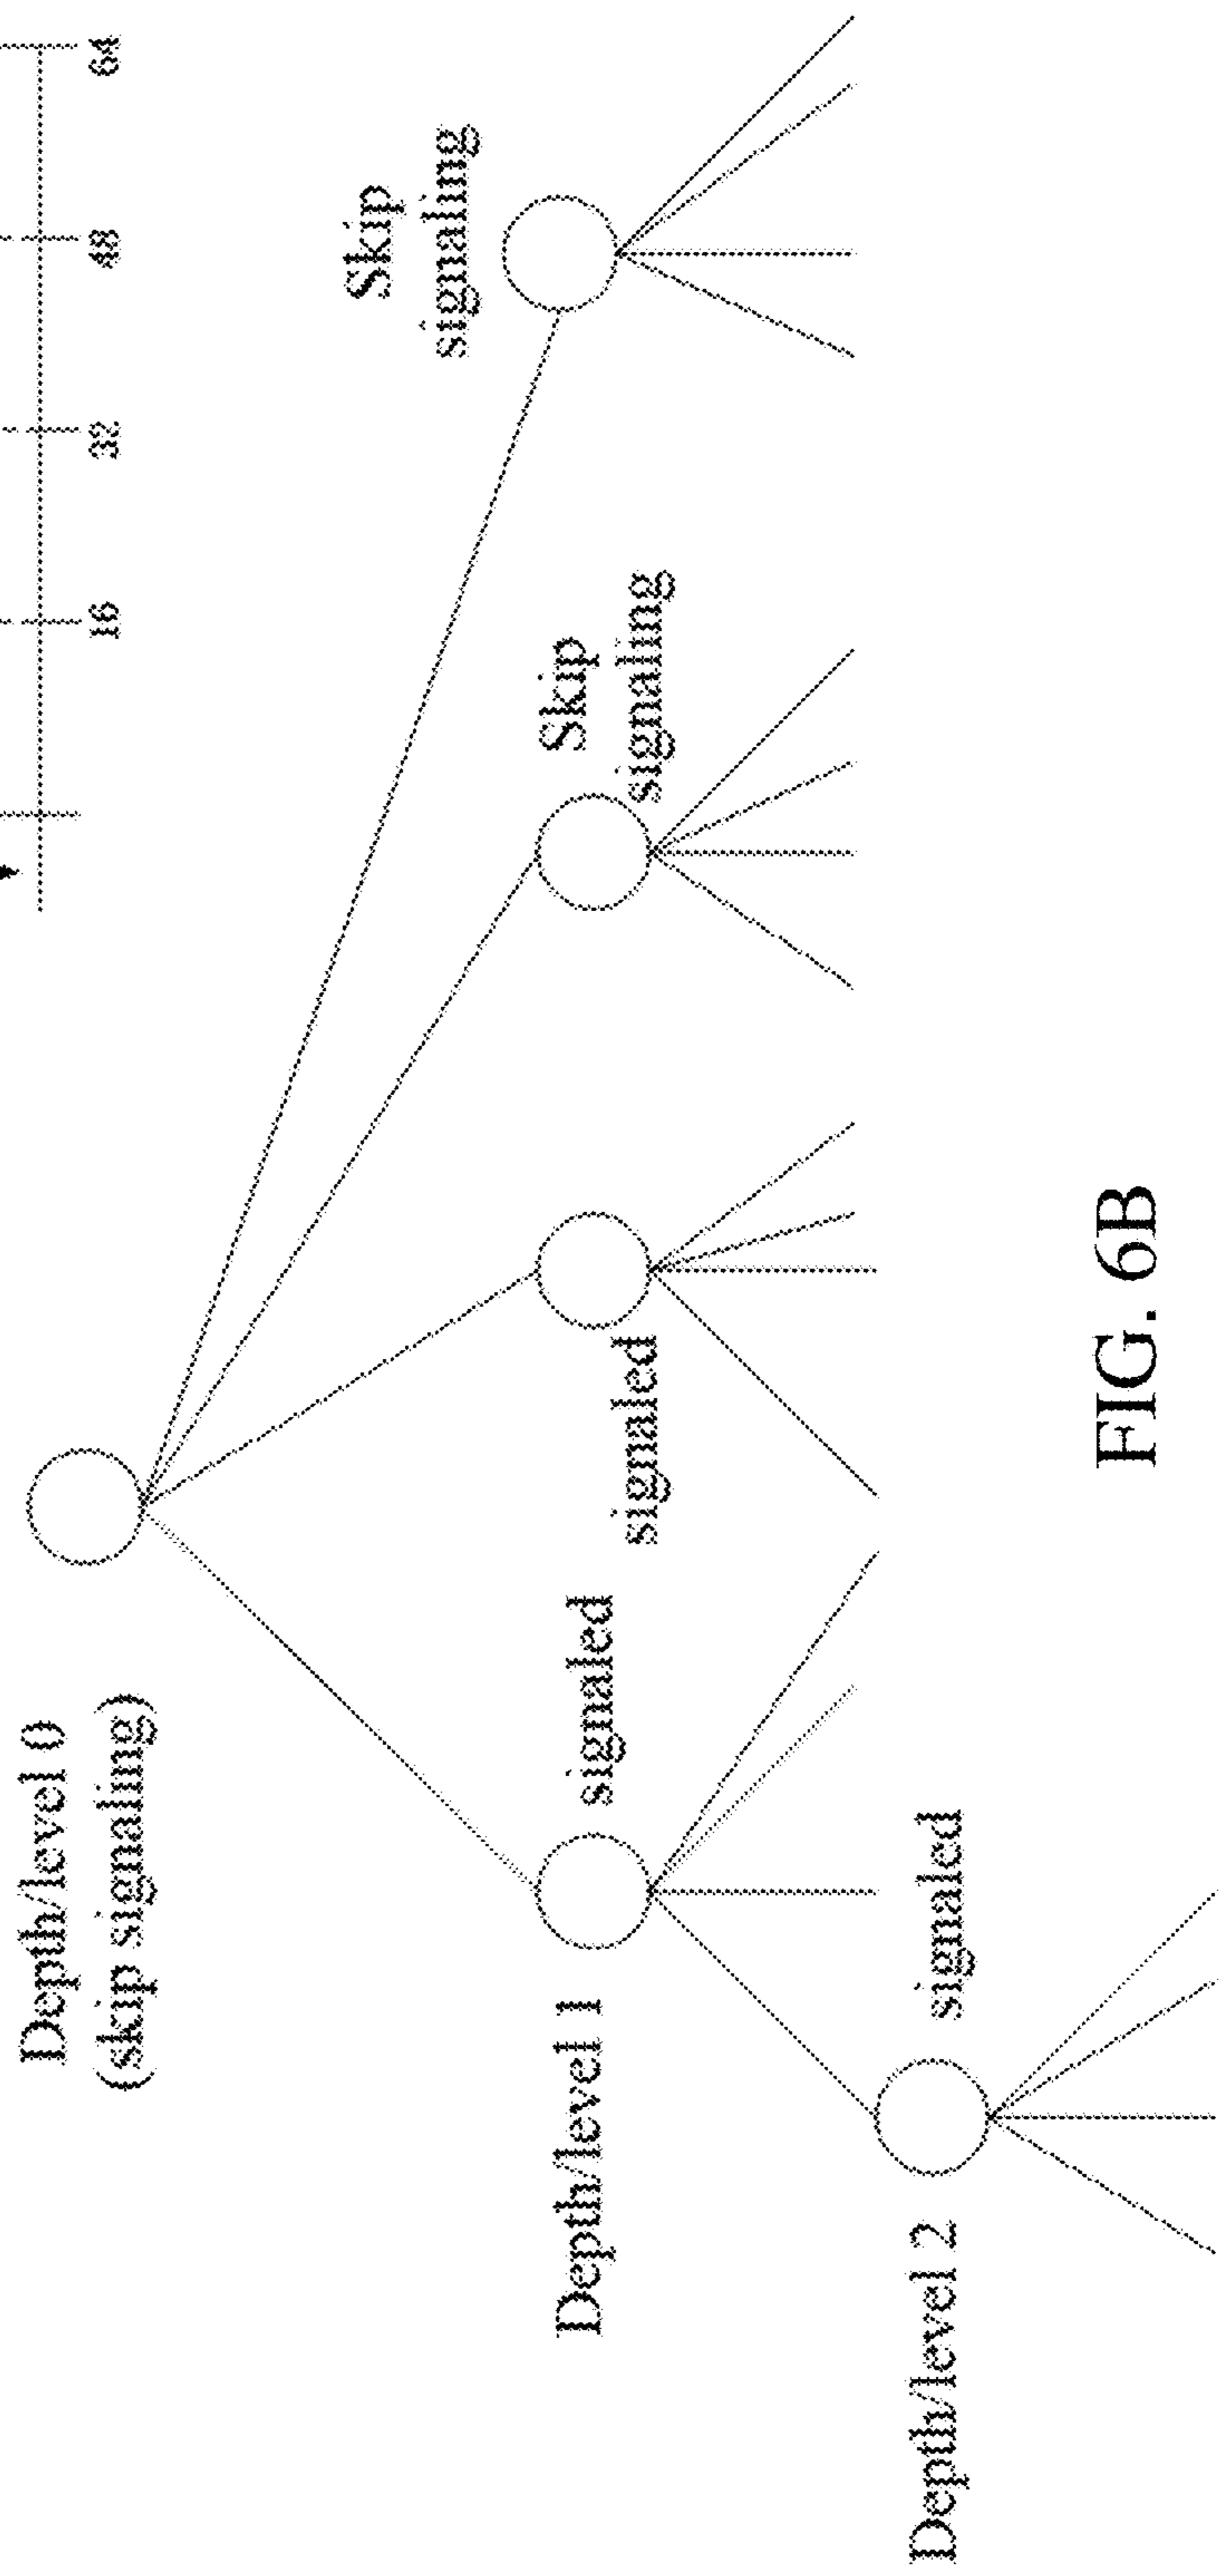 16
32
48
64
Depth/level 0
(skip signaling)
Skip
signaling
Skip
signaling
signaled
signaled
Depth/level 1
signaled
Depth/level 2
FIG. 6B